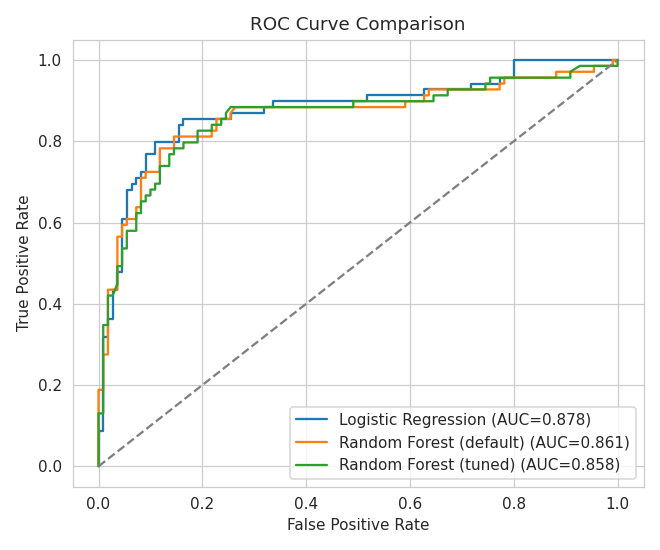 ROC Curve Comparison
1.0
0.8
0.6
0.4
0.2
0.0
True Positive Rate
Logistic Regression (AUC=0.878)
Random Forest (default) (AUC=0.861)
Random Forest (tuned) (AUC=0.858)
0.0 0.2 0.4 0.6 0.8 1.0
False Positive Rate